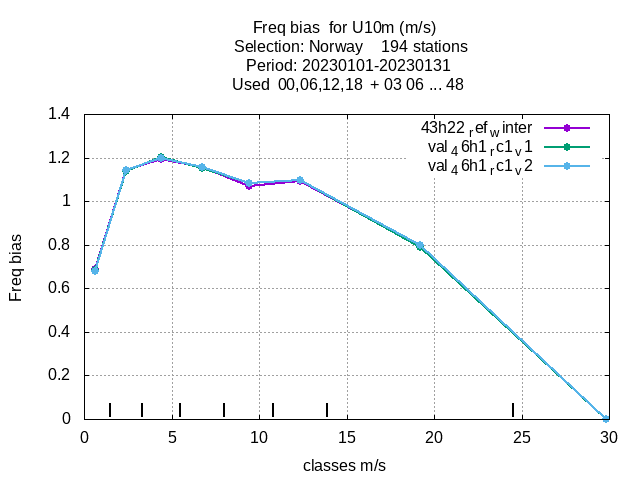 Freq bias  for U10m (m/s)
Selection: Norway    194 stations
Period: 20230101-20230131
Used  00,06,12,18  + 03 06 ... 48
1.4
1.2
1
0.8
0.6
0.4
0.2
0
Freq bias
43h22 r ef w inter
val 4 6h1 r c1 v 1
val 4 6h1 r c1 v 2
0 5 10 15 20 25 30
classes m/s